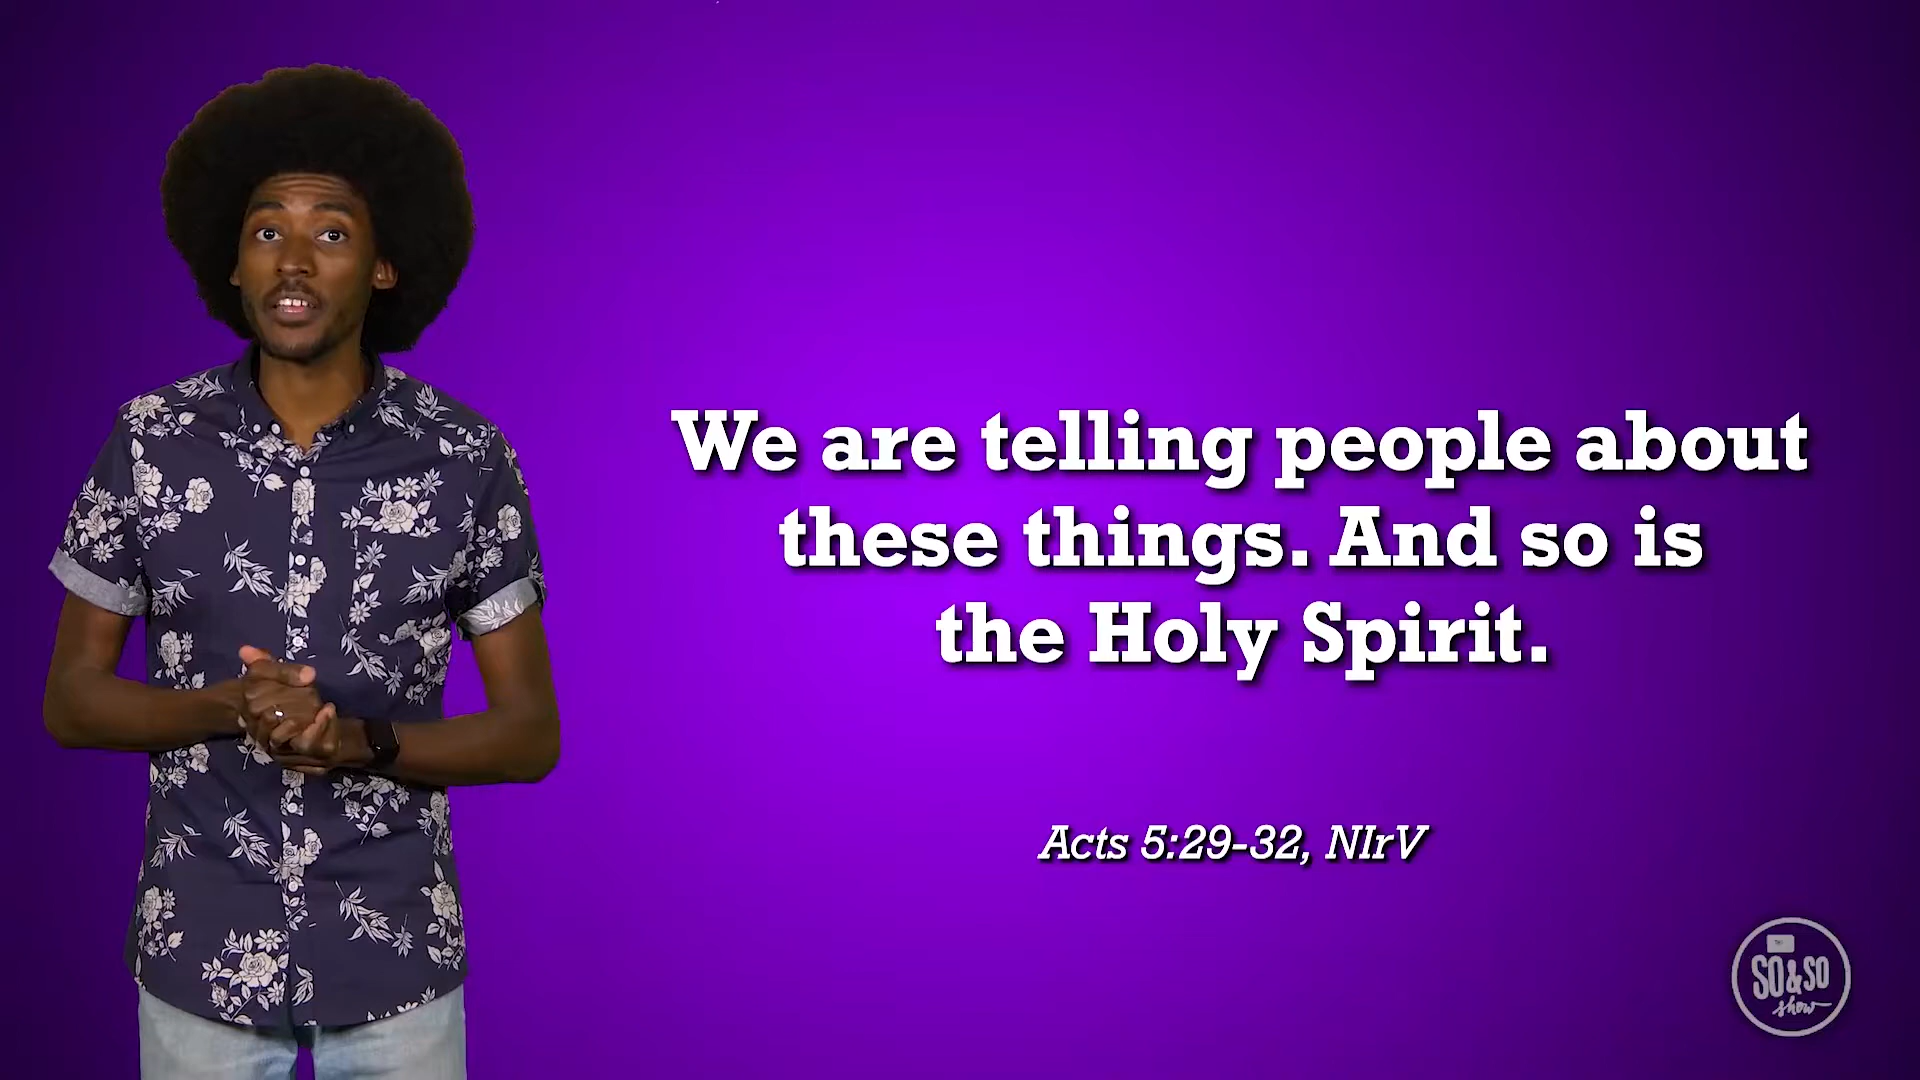 We are telling people about
these things. And so is
the Holy Spirit.
Acts 5:29-32, NIrV
SO&SO
show